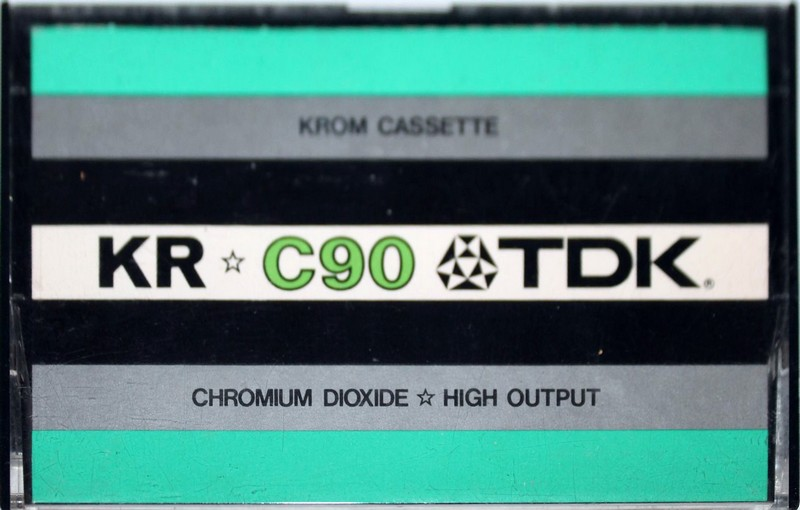 KROM CASSETTE
KR ☆ C90 TDK®
CHROMIUM DIOXIDE ☆ HIGH OUTPUT